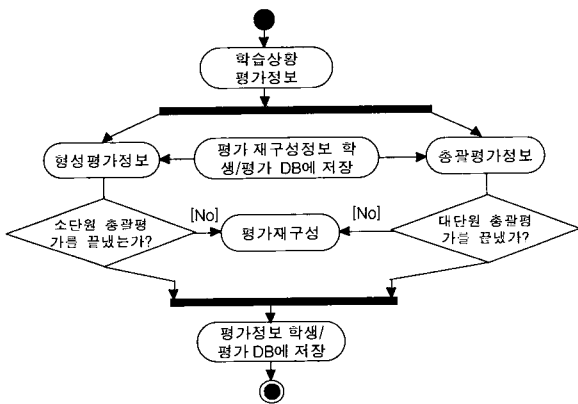 학습상황
평가정보
형성평가정보
평가 재구성정보 학
생/평가 DB에 저장
총괄평가정보
소단원 총괄평
가를 끝냈는가?
[No]
평가재구성
[No]
대단원 총괄평
가를 끝냈가?
평가정보 학생/
평가 DB에 저장